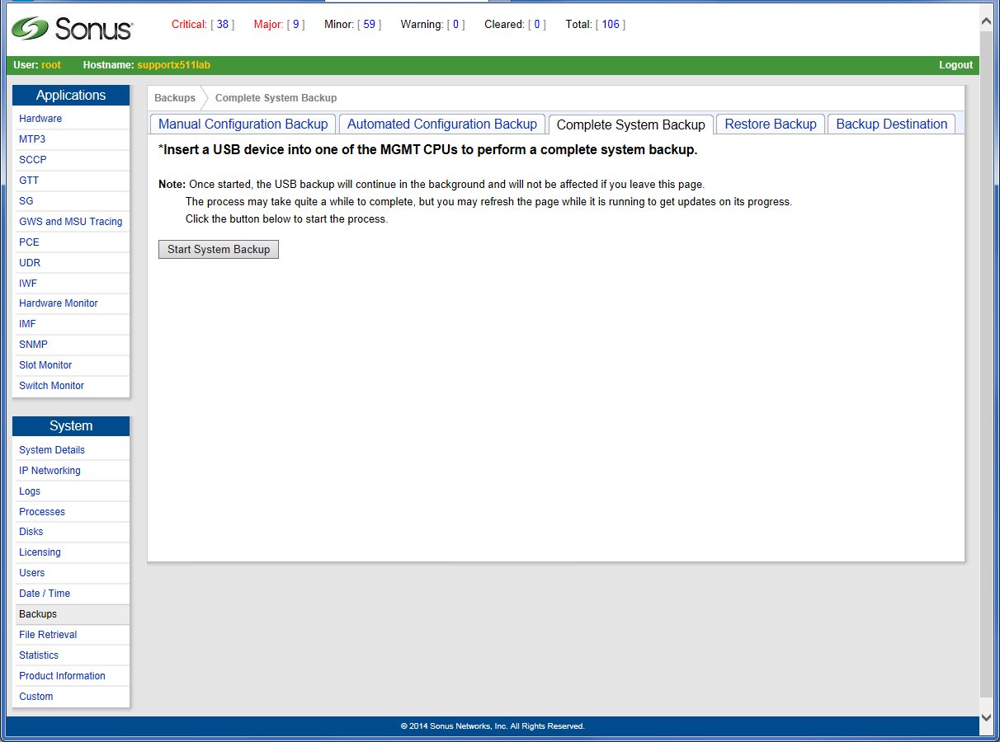 Sonus
Critical: [ 38 ] Major: [ 9 ] Minor: [ 59 ] Warning: [ 0 ] Cleared: [ 0 ] Total: [ 106 ]
User: root Hostname: supportx511lab Logout
Applications
Hardware
MTP3
SCCP
GTT
SG
GWS and MSU Tracing
PCE
UDR
IWF
Hardware Monitor
IMF
SNMP
Slot Monitor
Switch Monitor
System
System Details
IP Networking
Logs
Processes
Disks
Licensing
Users
Date / Time
Backups
File Retrieval
Statistics
Product Information
Custom
Backups Complete System Backup
Manual Configuration Backup Automated Configuration Backup Complete System Backup Restore Backup Backup Destination
*Insert a USB device into one of the MGMT CPUs to perform a complete system backup.
Note: Once started, the USB backup will continue in the background and will not be affected if you leave this page.
The process may take quite a while to complete, but you may refresh the page while it is running to get updates on its progress.
Click the button below to start the process.
Start System Backup
© 2014 Sonus Networks, Inc. All Rights Reserved.